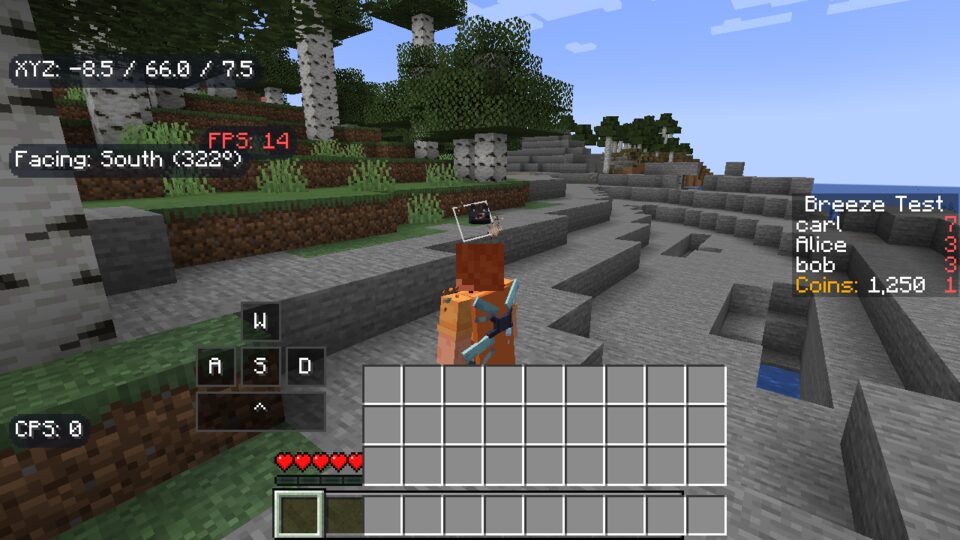 XYZ: -8.5 / 66.0 / 7.5
FPS: 14
Facing: South (322º)
Breeze Test
carl 7
Alice 3
bob 3
Coins: 1,250 1
W
A S D
^
CPS: 0